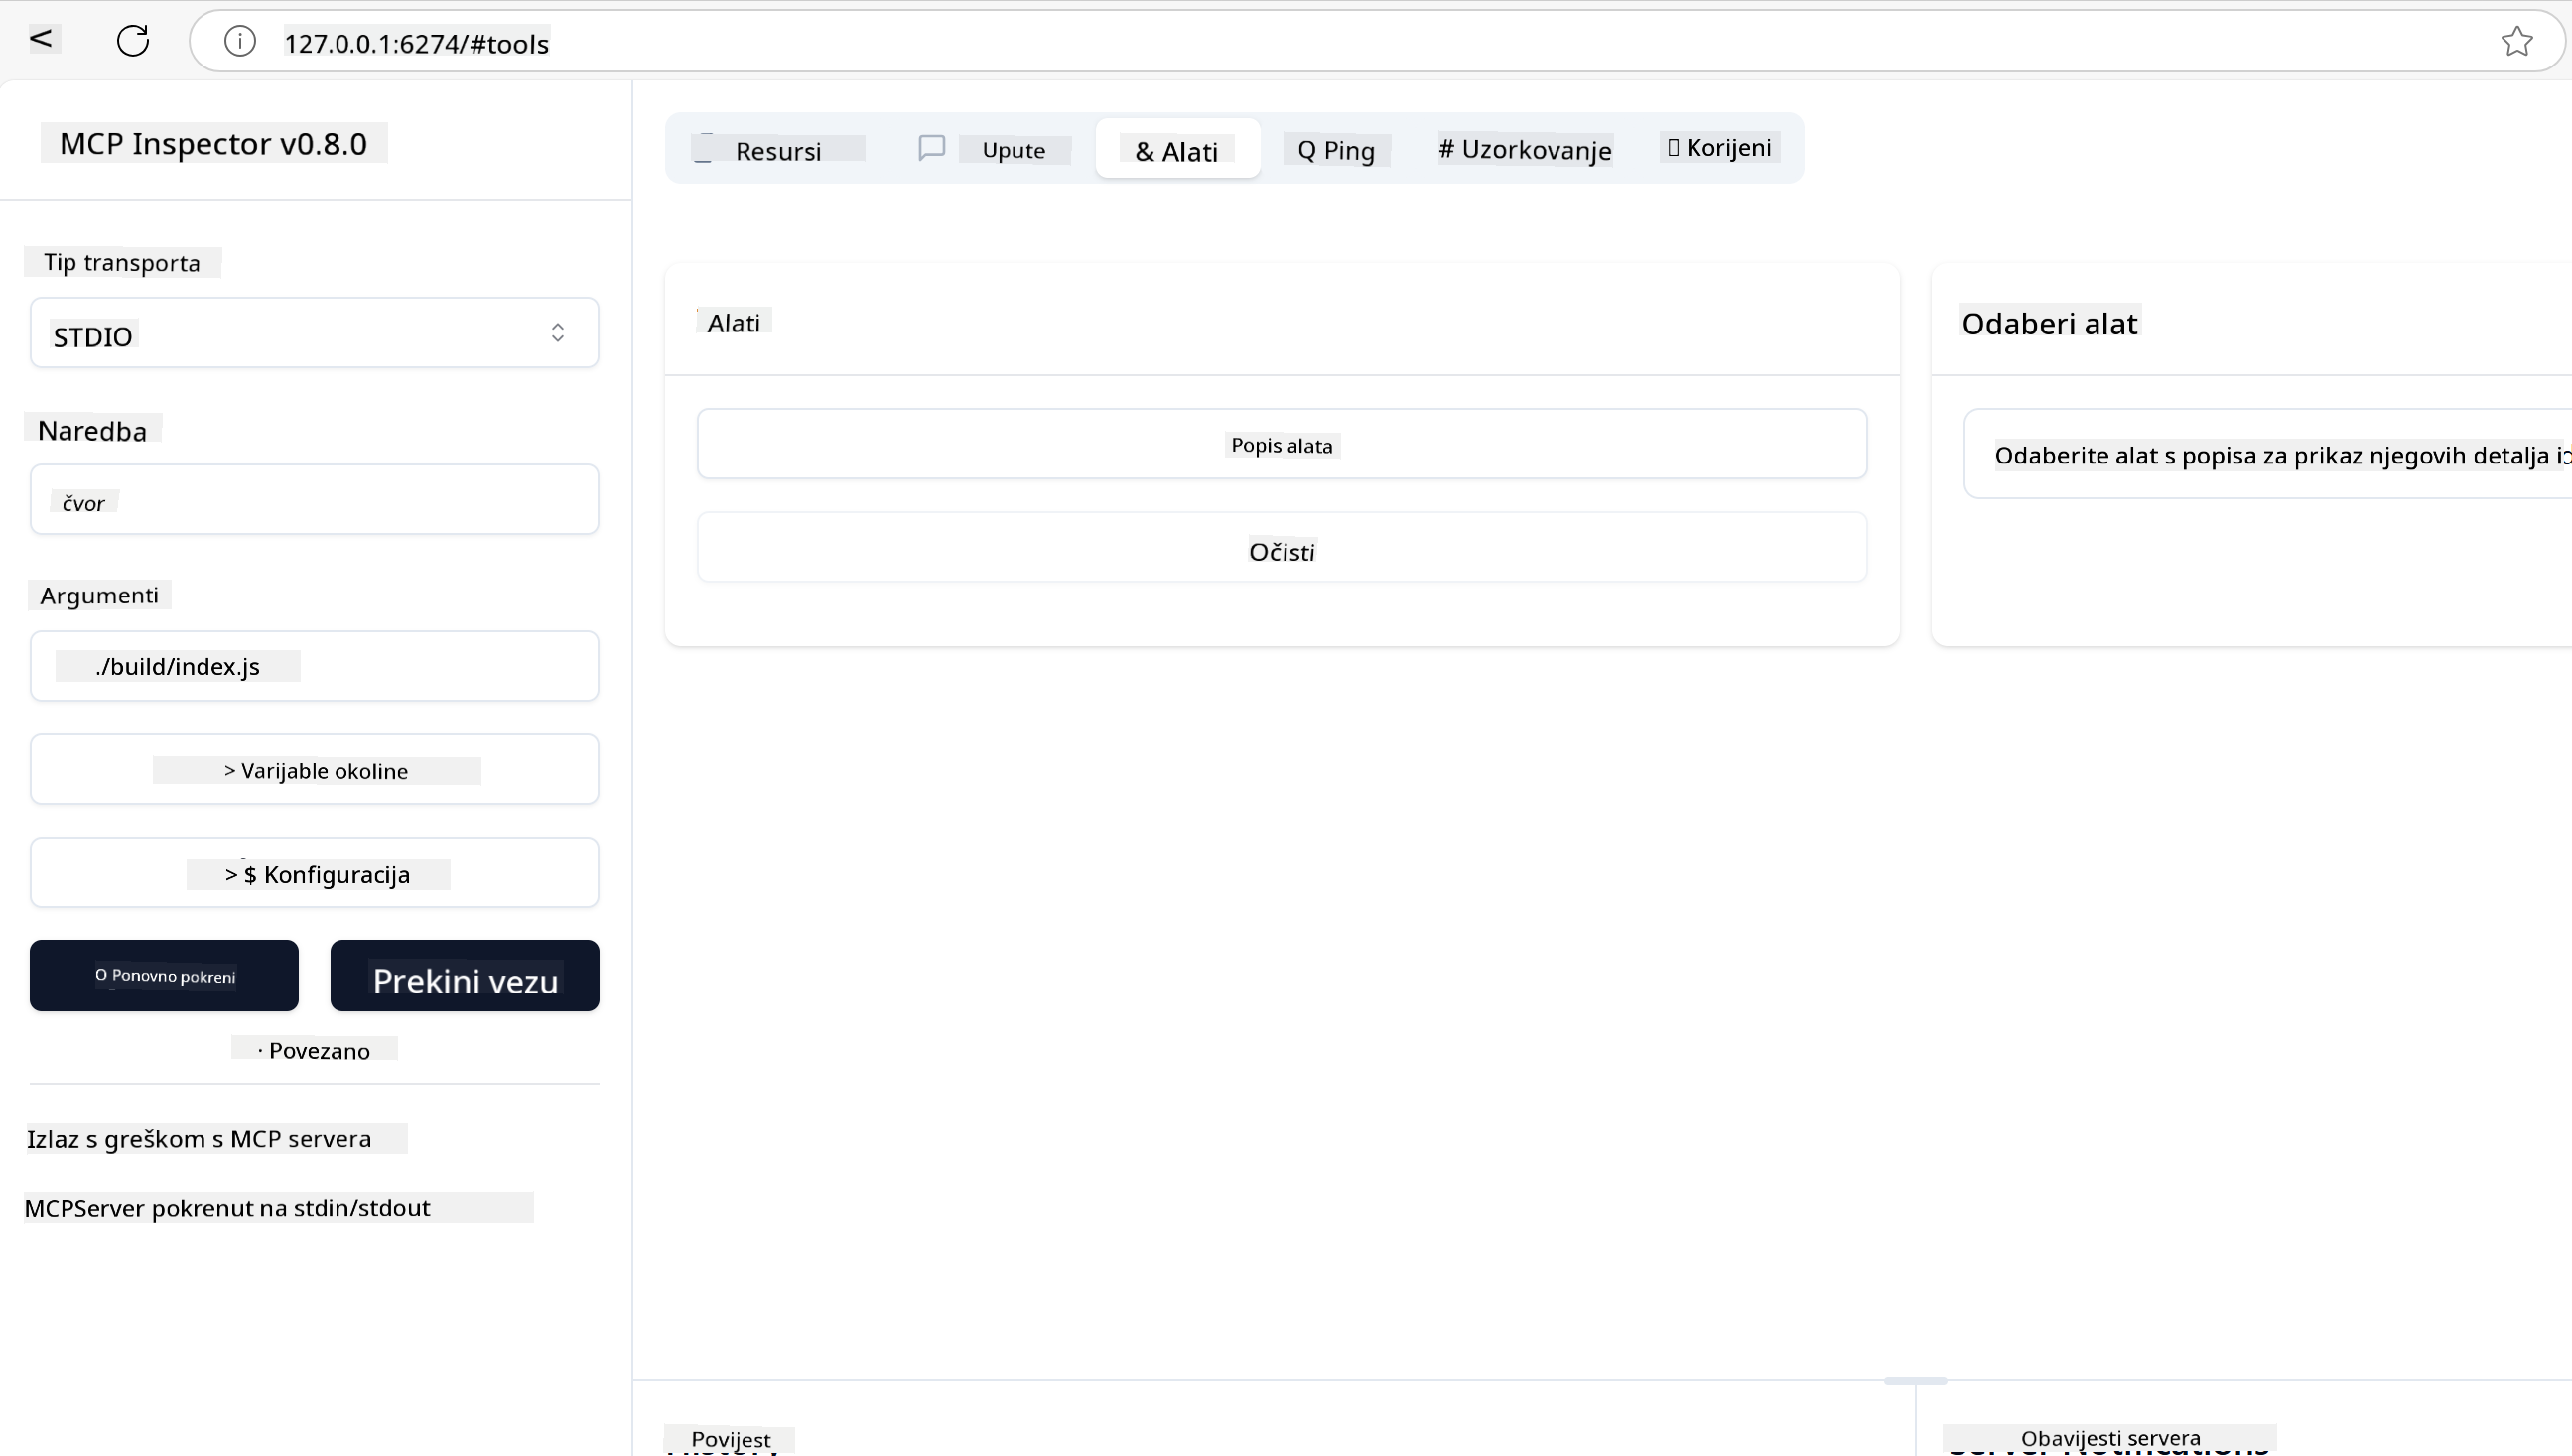 127.0.0.1:6274/#tools
MCP Inspector v0.8.0
Resursi
Upute
& Alati
Q Ping
# Uzorkovanje
Korijeni
Tip transporta
STDIO
Naredba
čvor
Argumenti
./build/index.js
> Varijable okoline
> $ Konfiguracija
O Ponovno pokreni
Prekini vezu
· Povezano
Izlaz s greškom s MCP servera
MCPServer pokrenut na stdin/stdout
Alati
Popis alata
Očisti
Odaberi alat
Odaberite alat s popisa za prikaz njegovih detalja i
Povijest
Obavijesti servera